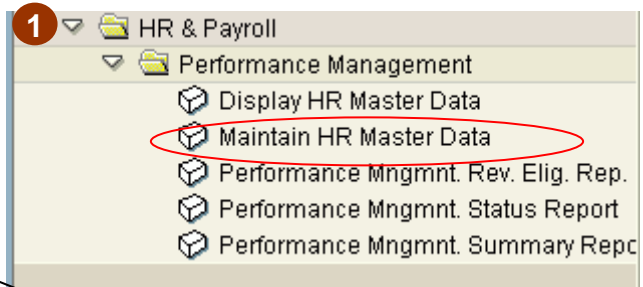 1 HR & Payroll
Performance Management
Display HR Master Data
Maintain HR Master Data
Performance Mngmnt. Rev. Elig. Rep.
Performance Mngmnt. Status Report
Performance Mngmnt. Summary Repo